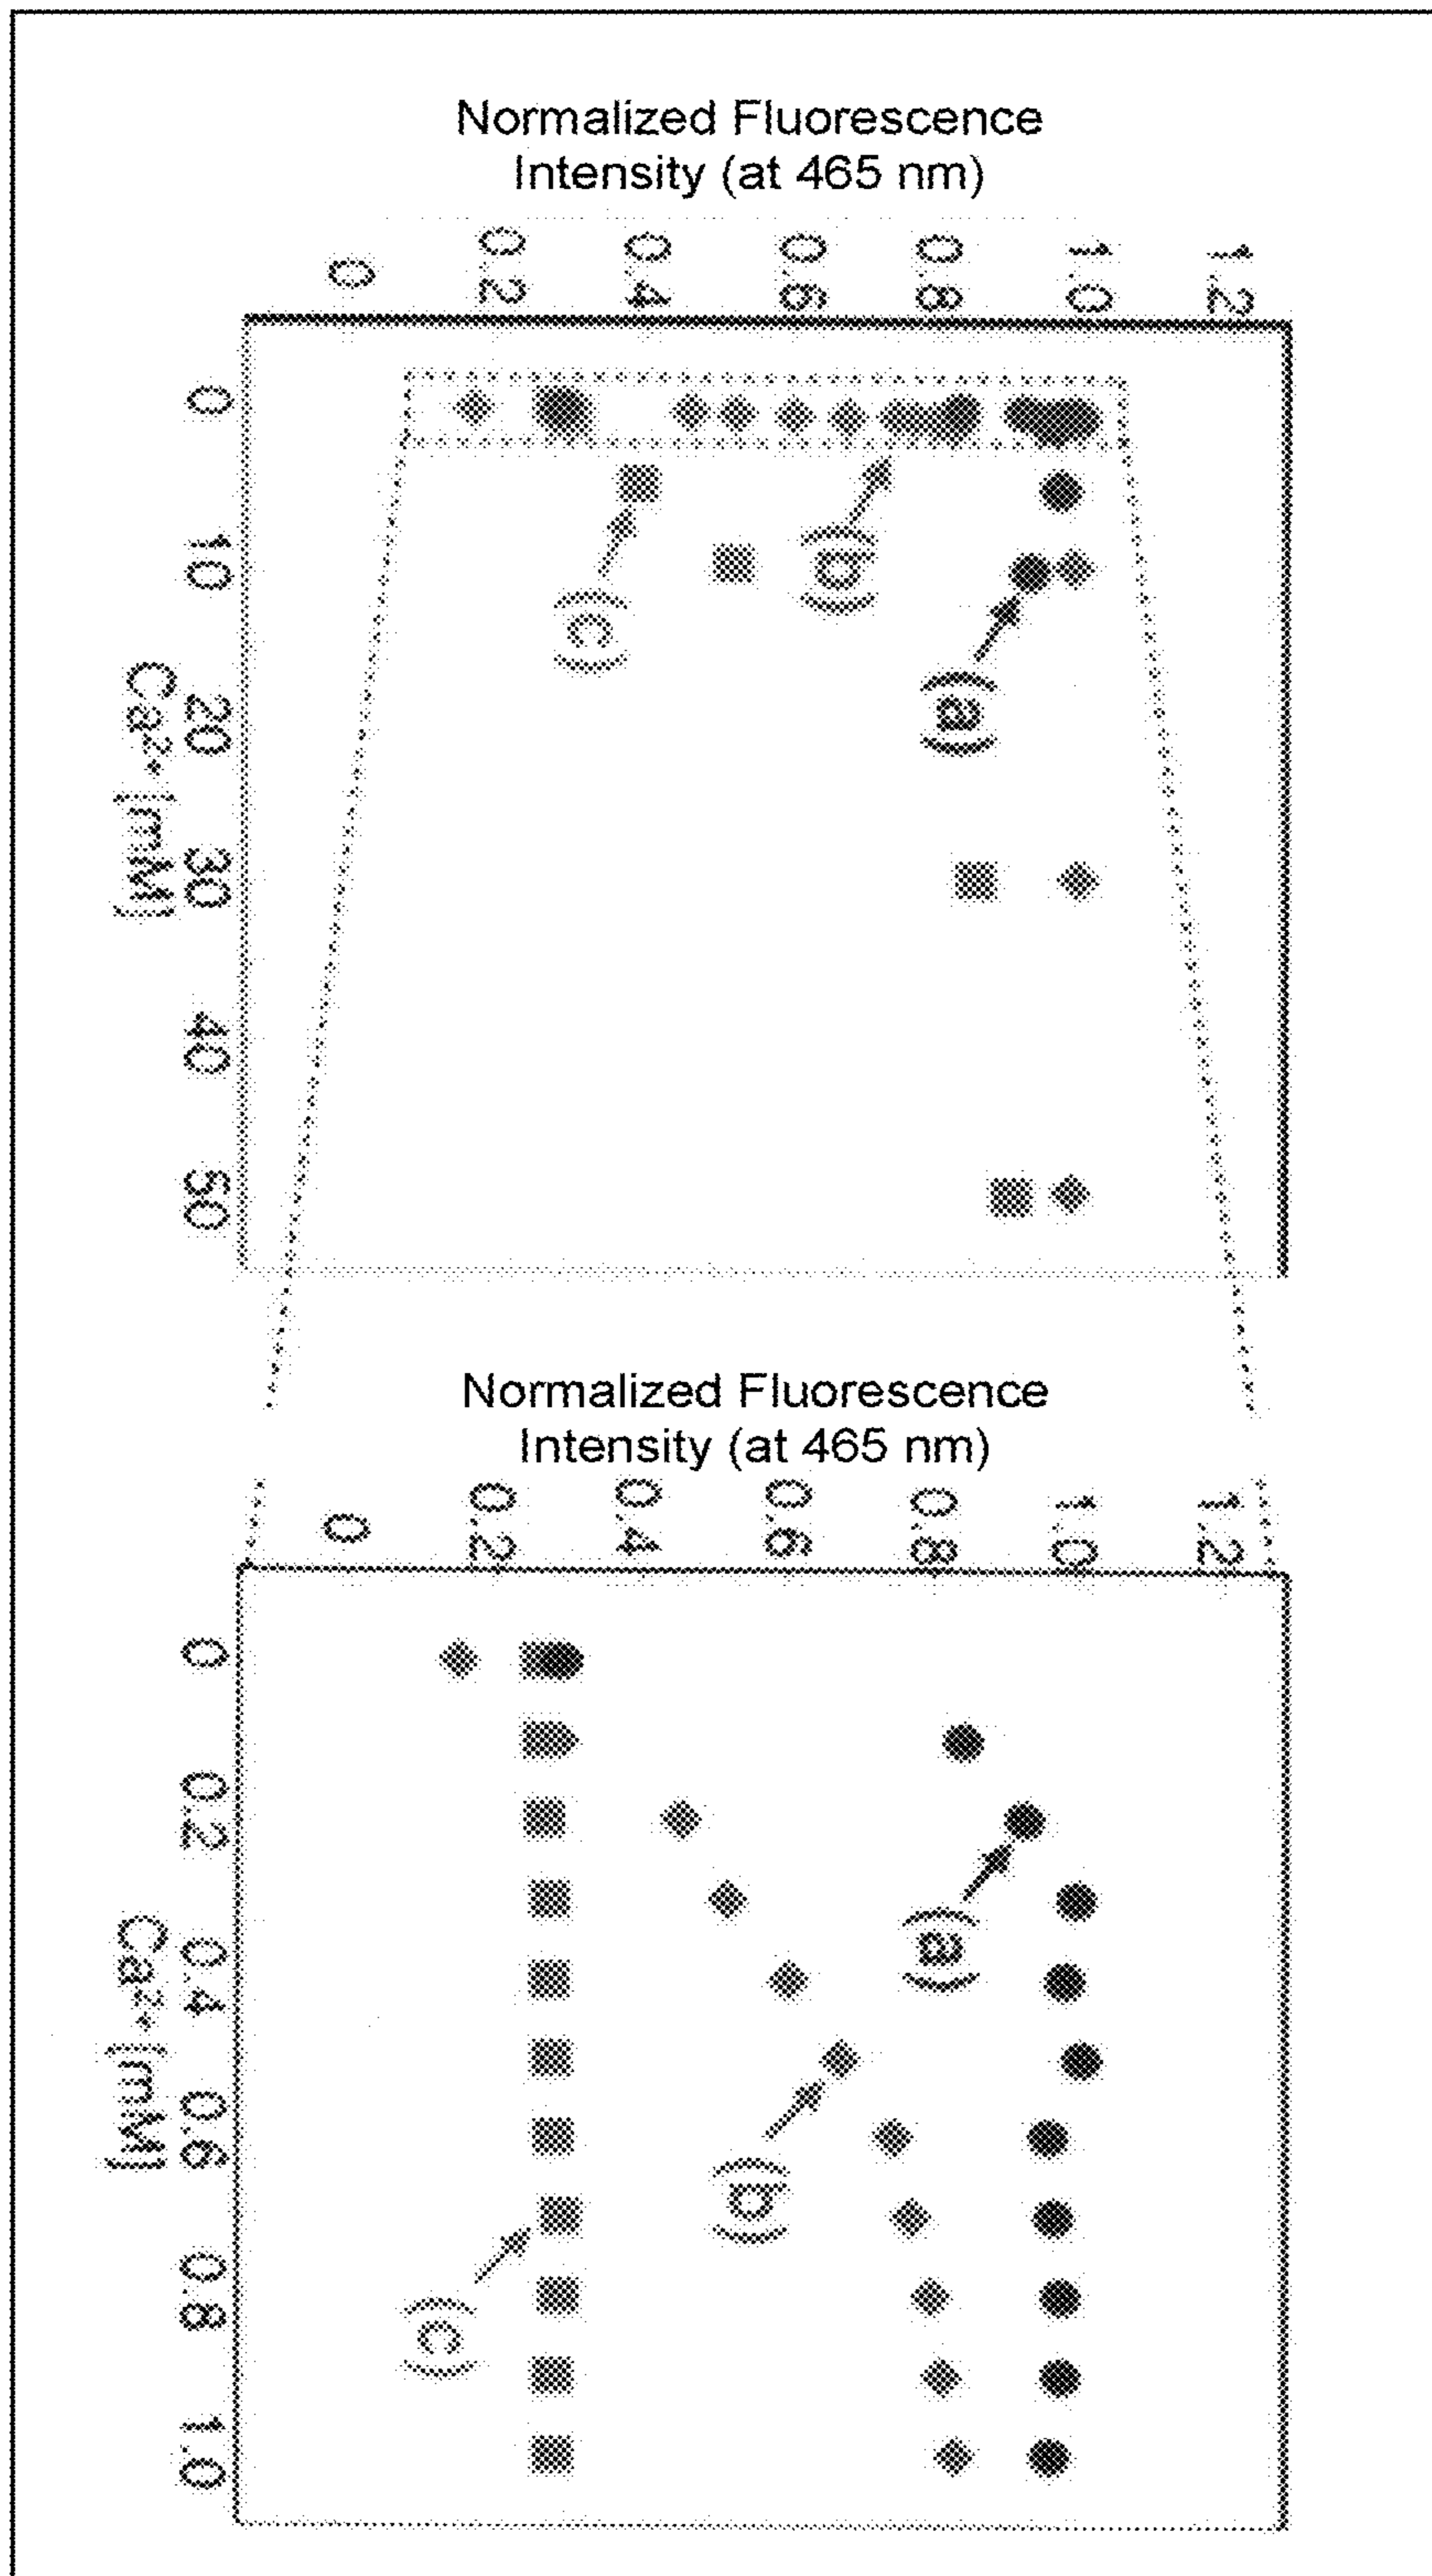 Normalized Fluorescence
Intensity (at 465 nm)
0
0.2
0.4
0.6
0.8
1.0
1.2
0
10
20
30
40
50
(a)
(b)
(c)
Ca²⁺ [mM]
Normalized Fluorescence
Intensity (at 465 nm)
0
0.2
0.4
0.6
0.8
1.0
1.2
0
0.2
0.4
0.6
0.8
1.0
(a)
(b)
(c)
Ca²⁺ [mM]